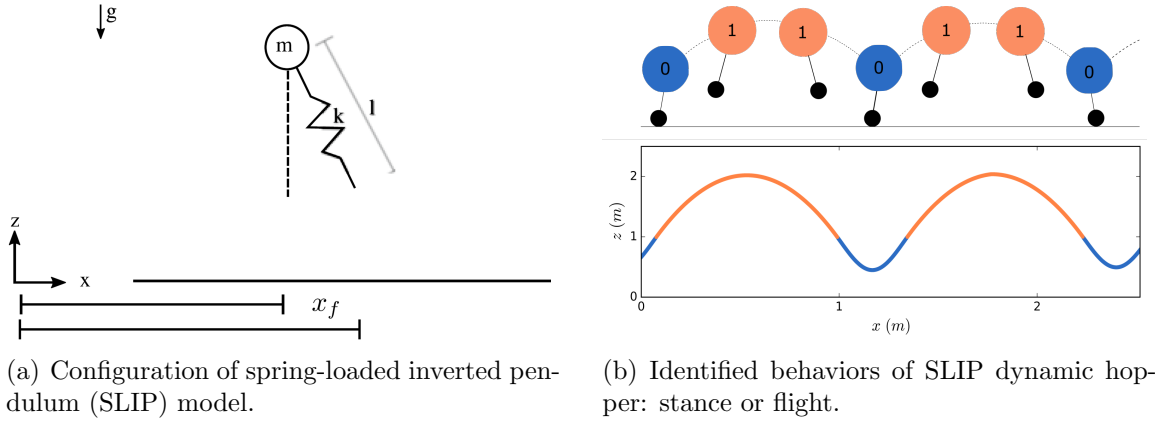 g
m
k
l
z
x
x_f
(a) Configuration of spring-loaded inverted pen-
dulum (SLIP) model.
0 1 1 0 1 1 0
2
1
0
z (m)
0 1 2
x (m)
(b) Identified behaviors of SLIP dynamic hop-
per: stance or flight.